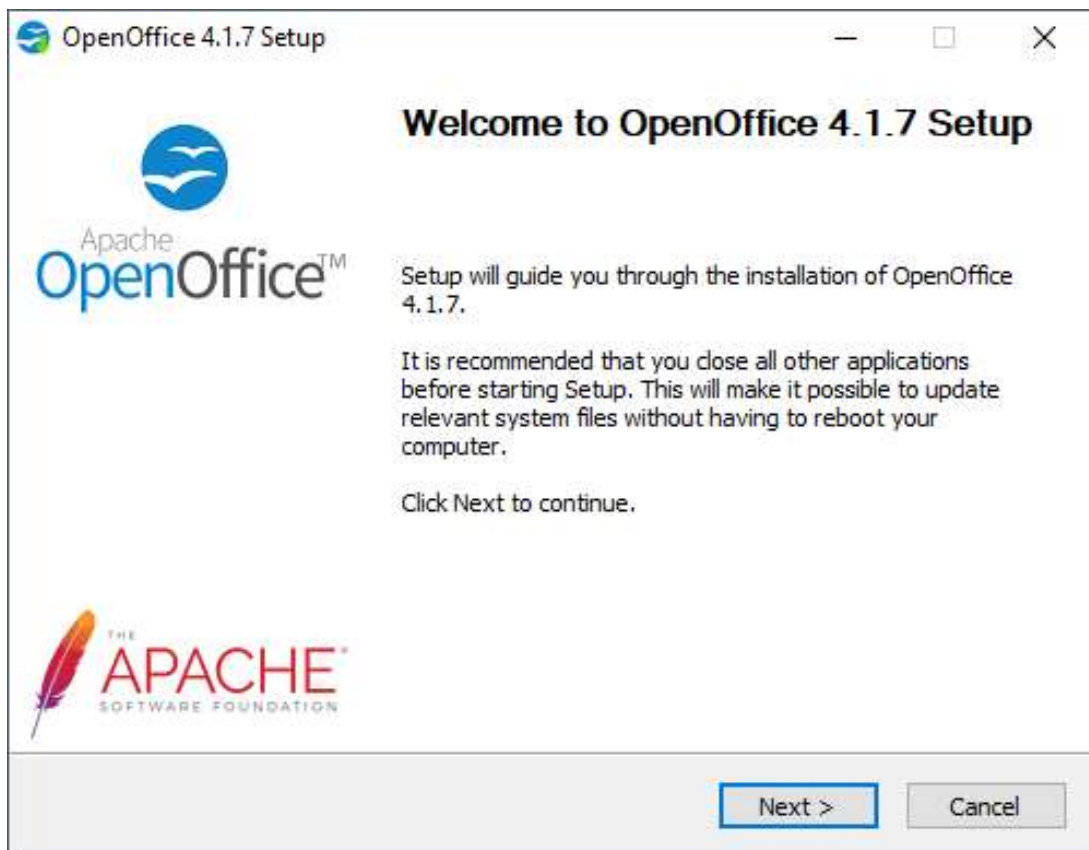 OpenOffice 4.1.7 Setup
Welcome to OpenOffice 4.1.7 Setup
Apache
OpenOffice™
Setup will guide you through the installation of OpenOffice
4.1.7.
It is recommended that you close all other applications
before starting Setup. This will make it possible to update
relevant system files without having to reboot your
computer.
Click Next to continue.
THE
APACHE®
SOFTWARE FOUNDATION
Next >
Cancel